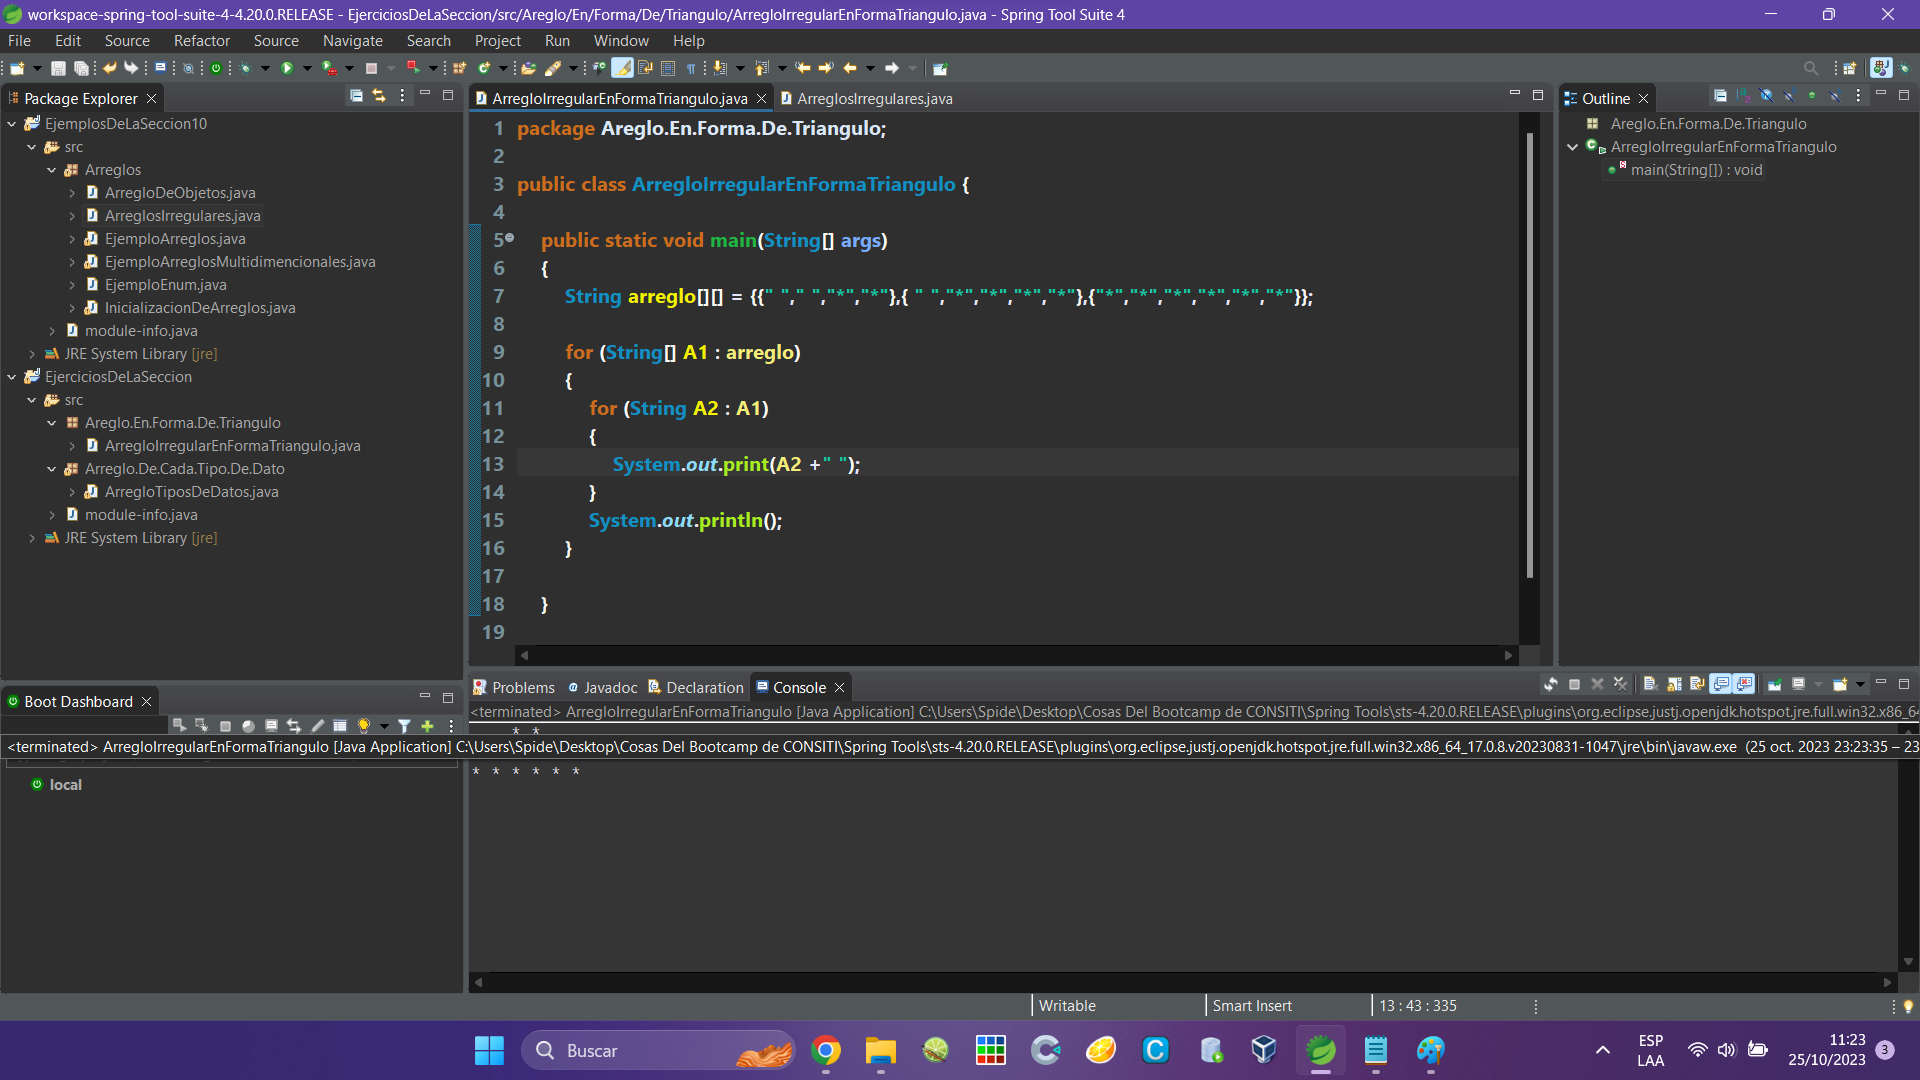 workspace-spring-tool-suite-4-4.20.0.RELEASE - EjerciciosDeLaSeccion/src/Areglo/En/Forma/De/Triangulo/ArregloIrregularEnFormaTriangulo.java - Spring Tool Suite 4
File Edit Source Refactor Source Navigate Search Project Run Window Help
Package Explorer
EjemplosDeLaSeccion10
src
Arreglos
ArregloDeObjetos.java
ArreglosIrregulares.java
EjemploArreglos.java
EjemploArreglosMultidimencionales.java
EjemploEnum.java
InicializacionDeArreglos.java
module-info.java
JRE System Library [jre]
EjerciciosDeLaSeccion
src
Areglo.En.Forma.De.Triangulo
ArregloIrregularEnFormaTriangulo.java
Arreglo.De.Cada.Tipo.De.Dato
ArregloTiposDeDatos.java
module-info.java
JRE System Library [jre]
ArregloIrregularEnFormaTriangulo.java ArreglosIrregulares.java
1 package Areglo.En.Forma.De.Triangulo;
2
3 public class ArregloIrregularEnFormaTriangulo {
4
5 public static void main(String[] args)
6 {
7 String arreglo[][] = {{" "," ","*","*"},{ " ","*","*","*","*"},{"*","*","*","*","*","*"}};
8
9 for (String[] A1 : arreglo)
10 {
11 for (String A2 : A1)
12 {
13 System.out.print(A2 +" ");
14 }
15 System.out.println();
16 }
17
18 }
19
Outline
Areglo.En.Forma.De.Triangulo
ArregloIrregularEnFormaTriangulo
main(String[]) : void
Boot Dashboard
local
Problems Javadoc Declaration Console
<terminated> ArregloIrregularEnFormaTriangulo [Java Application] C:\Users\Spide\Desktop\Cosas Del Bootcamp de CONSITI\Spring Tools\sts-4.20.0.RELEASE\plugins\org.eclipse.justj.openjdk.hotspot.jre.full.win32.x86_6
* *
<terminated> ArregloIrregularEnFormaTriangulo [Java Application] C:\Users\Spide\Desktop\Cosas Del Bootcamp de CONSITI\Spring Tools\sts-4.20.0.RELEASE\plugins\org.eclipse.justj.openjdk.hotspot.jre.full.win32.x86_64_17.0.8.v20230831-1047\jre\bin\javaw.exe (25 oct. 2023 23:23:35 – 23
* * * * * *
Writable Smart Insert 13 : 43 : 335
Buscar
ESP
LAA
11:23
25/10/2023
3